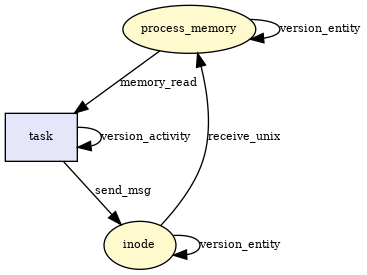 process_memory
version_entity
memory_read
task
version_activity
receive_unix
send_msg
inode
version_entity